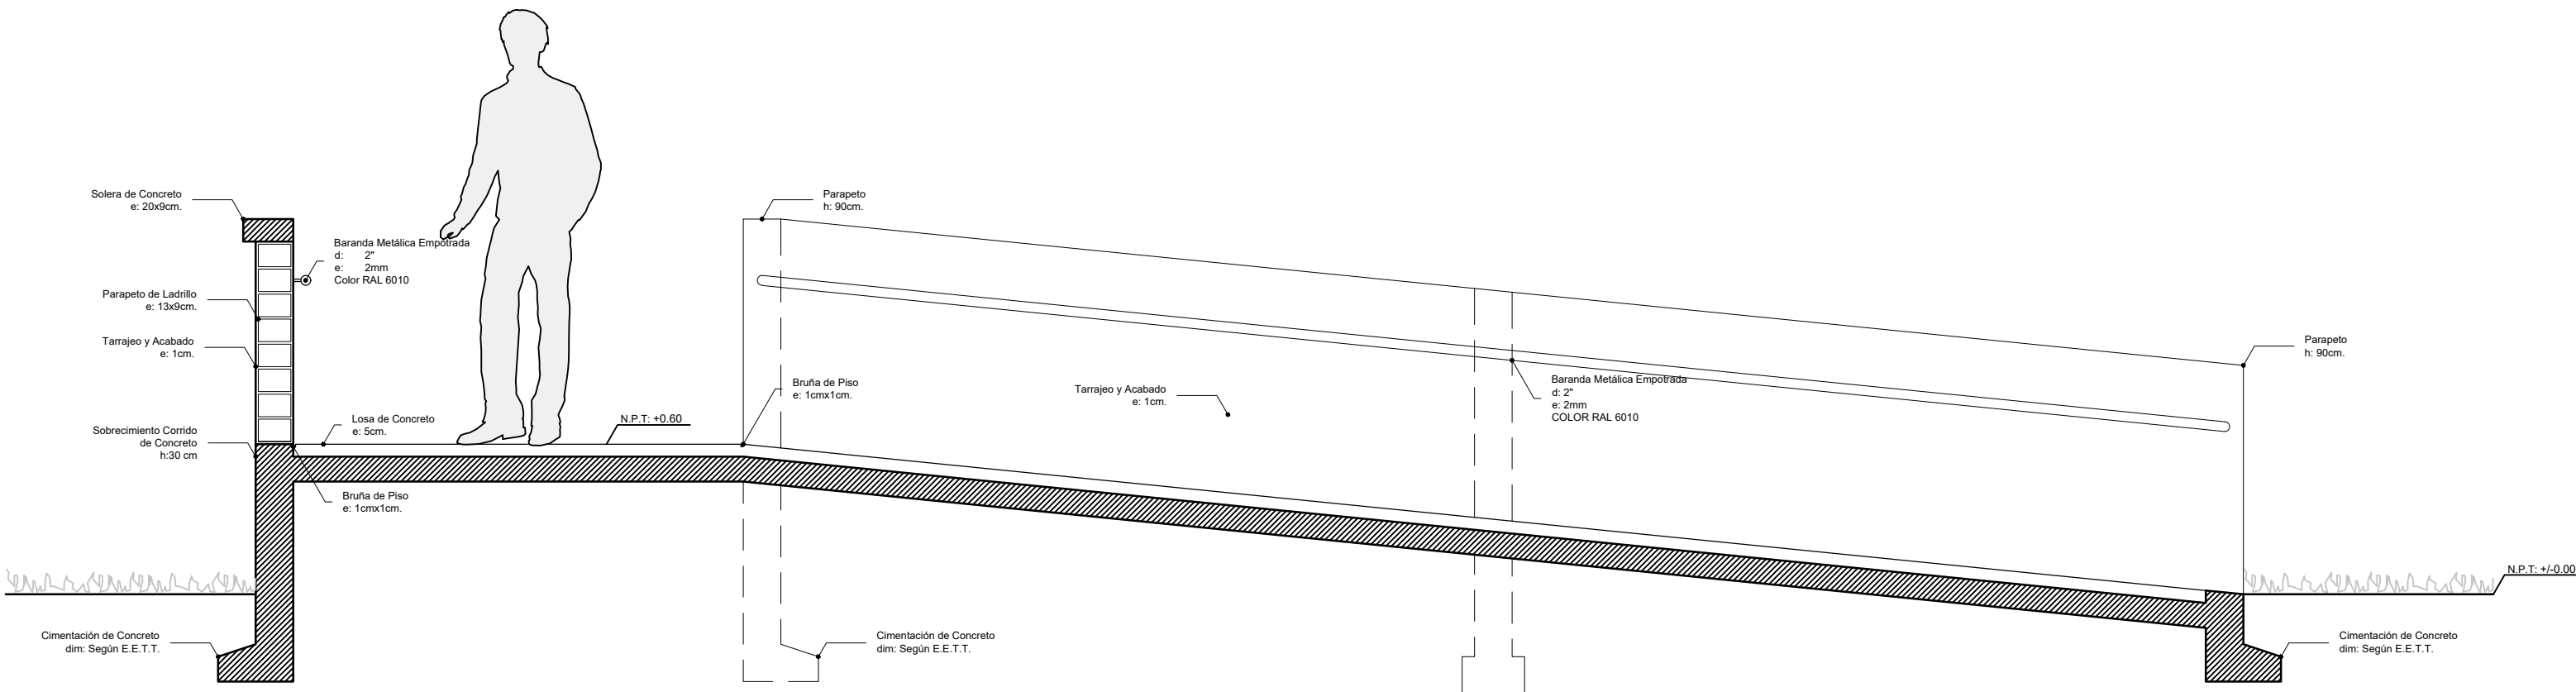 Solera de Concreto
e: 20x9cm.
Parapeto de Ladrillo
e: 13x9cm.
Tarrajeo y Acabado
e: 1cm.
Sobrecimiento Corrido
de Concreto
h:30 cm
Cimentación de Concreto
dim: Según E.E.T.T.
Baranda Metálica Empotrada
d: 2"
e: 2mm
Color RAL 6010
Losa de Concreto
e: 5cm.
Bruña de Piso
e: 1cmx1cm.
N.P.T: +0.60
Parapeto
h: 90cm.
Bruña de Piso
e: 1cmx1cm.
Cimentación de Concreto
dim: Según E.E.T.T.
Tarrajeo y Acabado
e: 1cm.
Baranda Metálica Empotrada
d: 2"
e: 2mm
COLOR RAL 6010
Parapeto
h: 90cm.
N.P.T: +/-0.00
Cimentación de Concreto
dim: Según E.E.T.T.